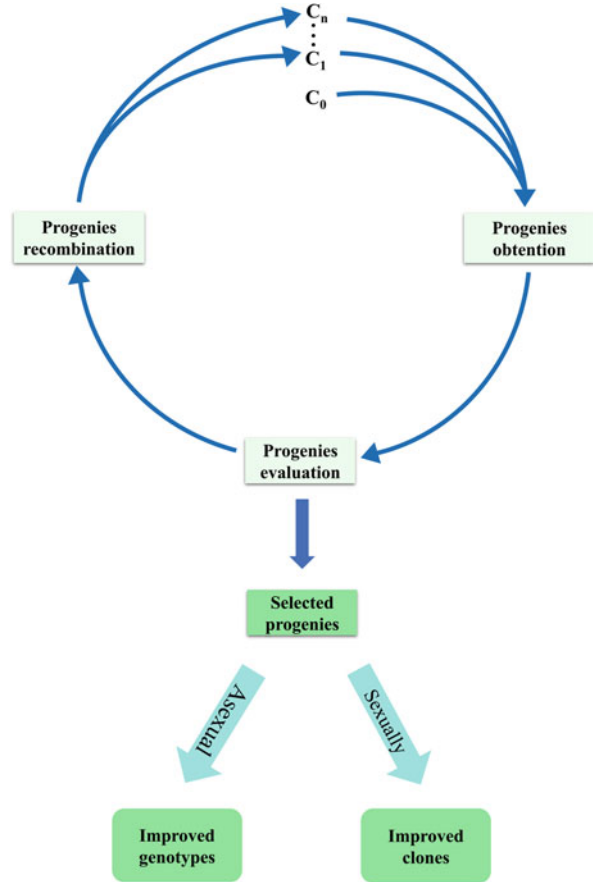 Cn
C1
C0
Progenies
recombination
Progenies
obtention
Progenies
evaluation
Selected
progenies
Asexual
Sexually
Improved
genotypes
Improved
clones